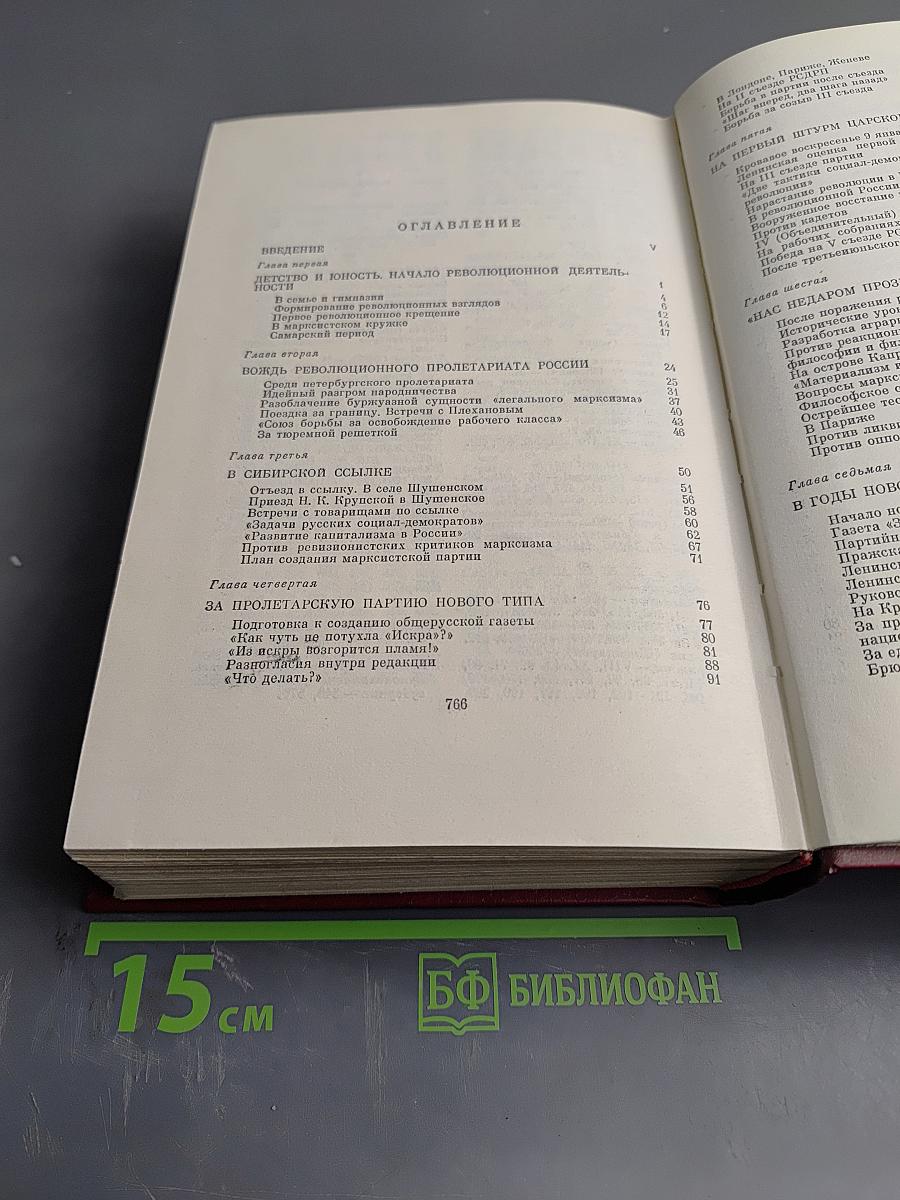 ОГЛАВЛЕНИЕ
ВВЕДЕНИЕ V
Глава первая
ДЕТСТВО И ЮНОСТЬ. НАЧАЛО РЕВОЛЮЦИОННОЙ ДЕЯТЕЛЬ-
НОСТИ 1
В семье и гимназии 4
Формирование революционных взглядов 6
Первое революционное крещение 12
В марксистском кружке 14
Самарский период 17
Глава вторая
ВОЖДЬ РЕВОЛЮЦИОННОГО ПРОЛЕТАРИАТА РОССИИ 24
Среди петербургского пролетариата 25
Идейный разгром народничества 31
Разоблачение буржуазной сущности «легального марксизма» 37
Поездка за границу. Встречи с Плехановым 40
«Союз борьбы за освобождение рабочего класса» 43
За тюремной решеткой 46
Глава третья
В СИБИРСКОЙ ССЫЛКЕ 50
Отъезд в ссылку. В селе Шушенском 51
Приезд Н. К. Крупской в Шушенское 56
Встречи с товарищами по ссылке 58
«Задачи русских социал-демократов» 60
«Развитие капитализма в России» 62
Против ревизионистских критиков марксизма 67
План создания марксистской партии 71
Глава четвертая
ЗА ПРОЛЕТАРСКУЮ ПАРТИЮ НОВОГО ТИПА 76
Подготовка к созданию общерусской газеты 77
«Как чуть не потухла «Искра»?» 80
«Из искры возгорится пламя!» 81
Разногласия внутри редакции 88
«Что делать?» 91
766
В Лондоне, Париже, Женеве
На II съезде РСДРП
Борьба в партии после съезда
«Шаг вперед, два шага назад»
Борьба за созыв III съезда
Глава пятая
НА ПЕРВЫЙ ШТУРМ ЦАРСКО
Кровавое воскресенье 9 янва
Ленинская оценка первой
На III съезде партии
«Две тактики социал-демо
революции»
Нарастание революции в
В революционной России
Вооруженное восстание
Против кадетов
IV (Объединительный)
На рабочих собраниях
Победа на V съезде РС
После третьеиюньского
Глава шестая
«НАС НЕДАРОМ ПРОЗ
После поражения
Исторические уро
Разработка аграр
Против реакцион
философии и фи
На острове Капр
«Материализм и
Вопросы маркс
Философское
Острейшее тео
В Париже
Против ликви
Против оппо
Глава седьмая
В ГОДЫ НОВО
Начало но
Газета «З
Партийн
Пражска
Ленинск
Ленинс
Руково
На Кр
За пр
нацио
За ед
Брю
15 см
БФ БИБЛИОФАН